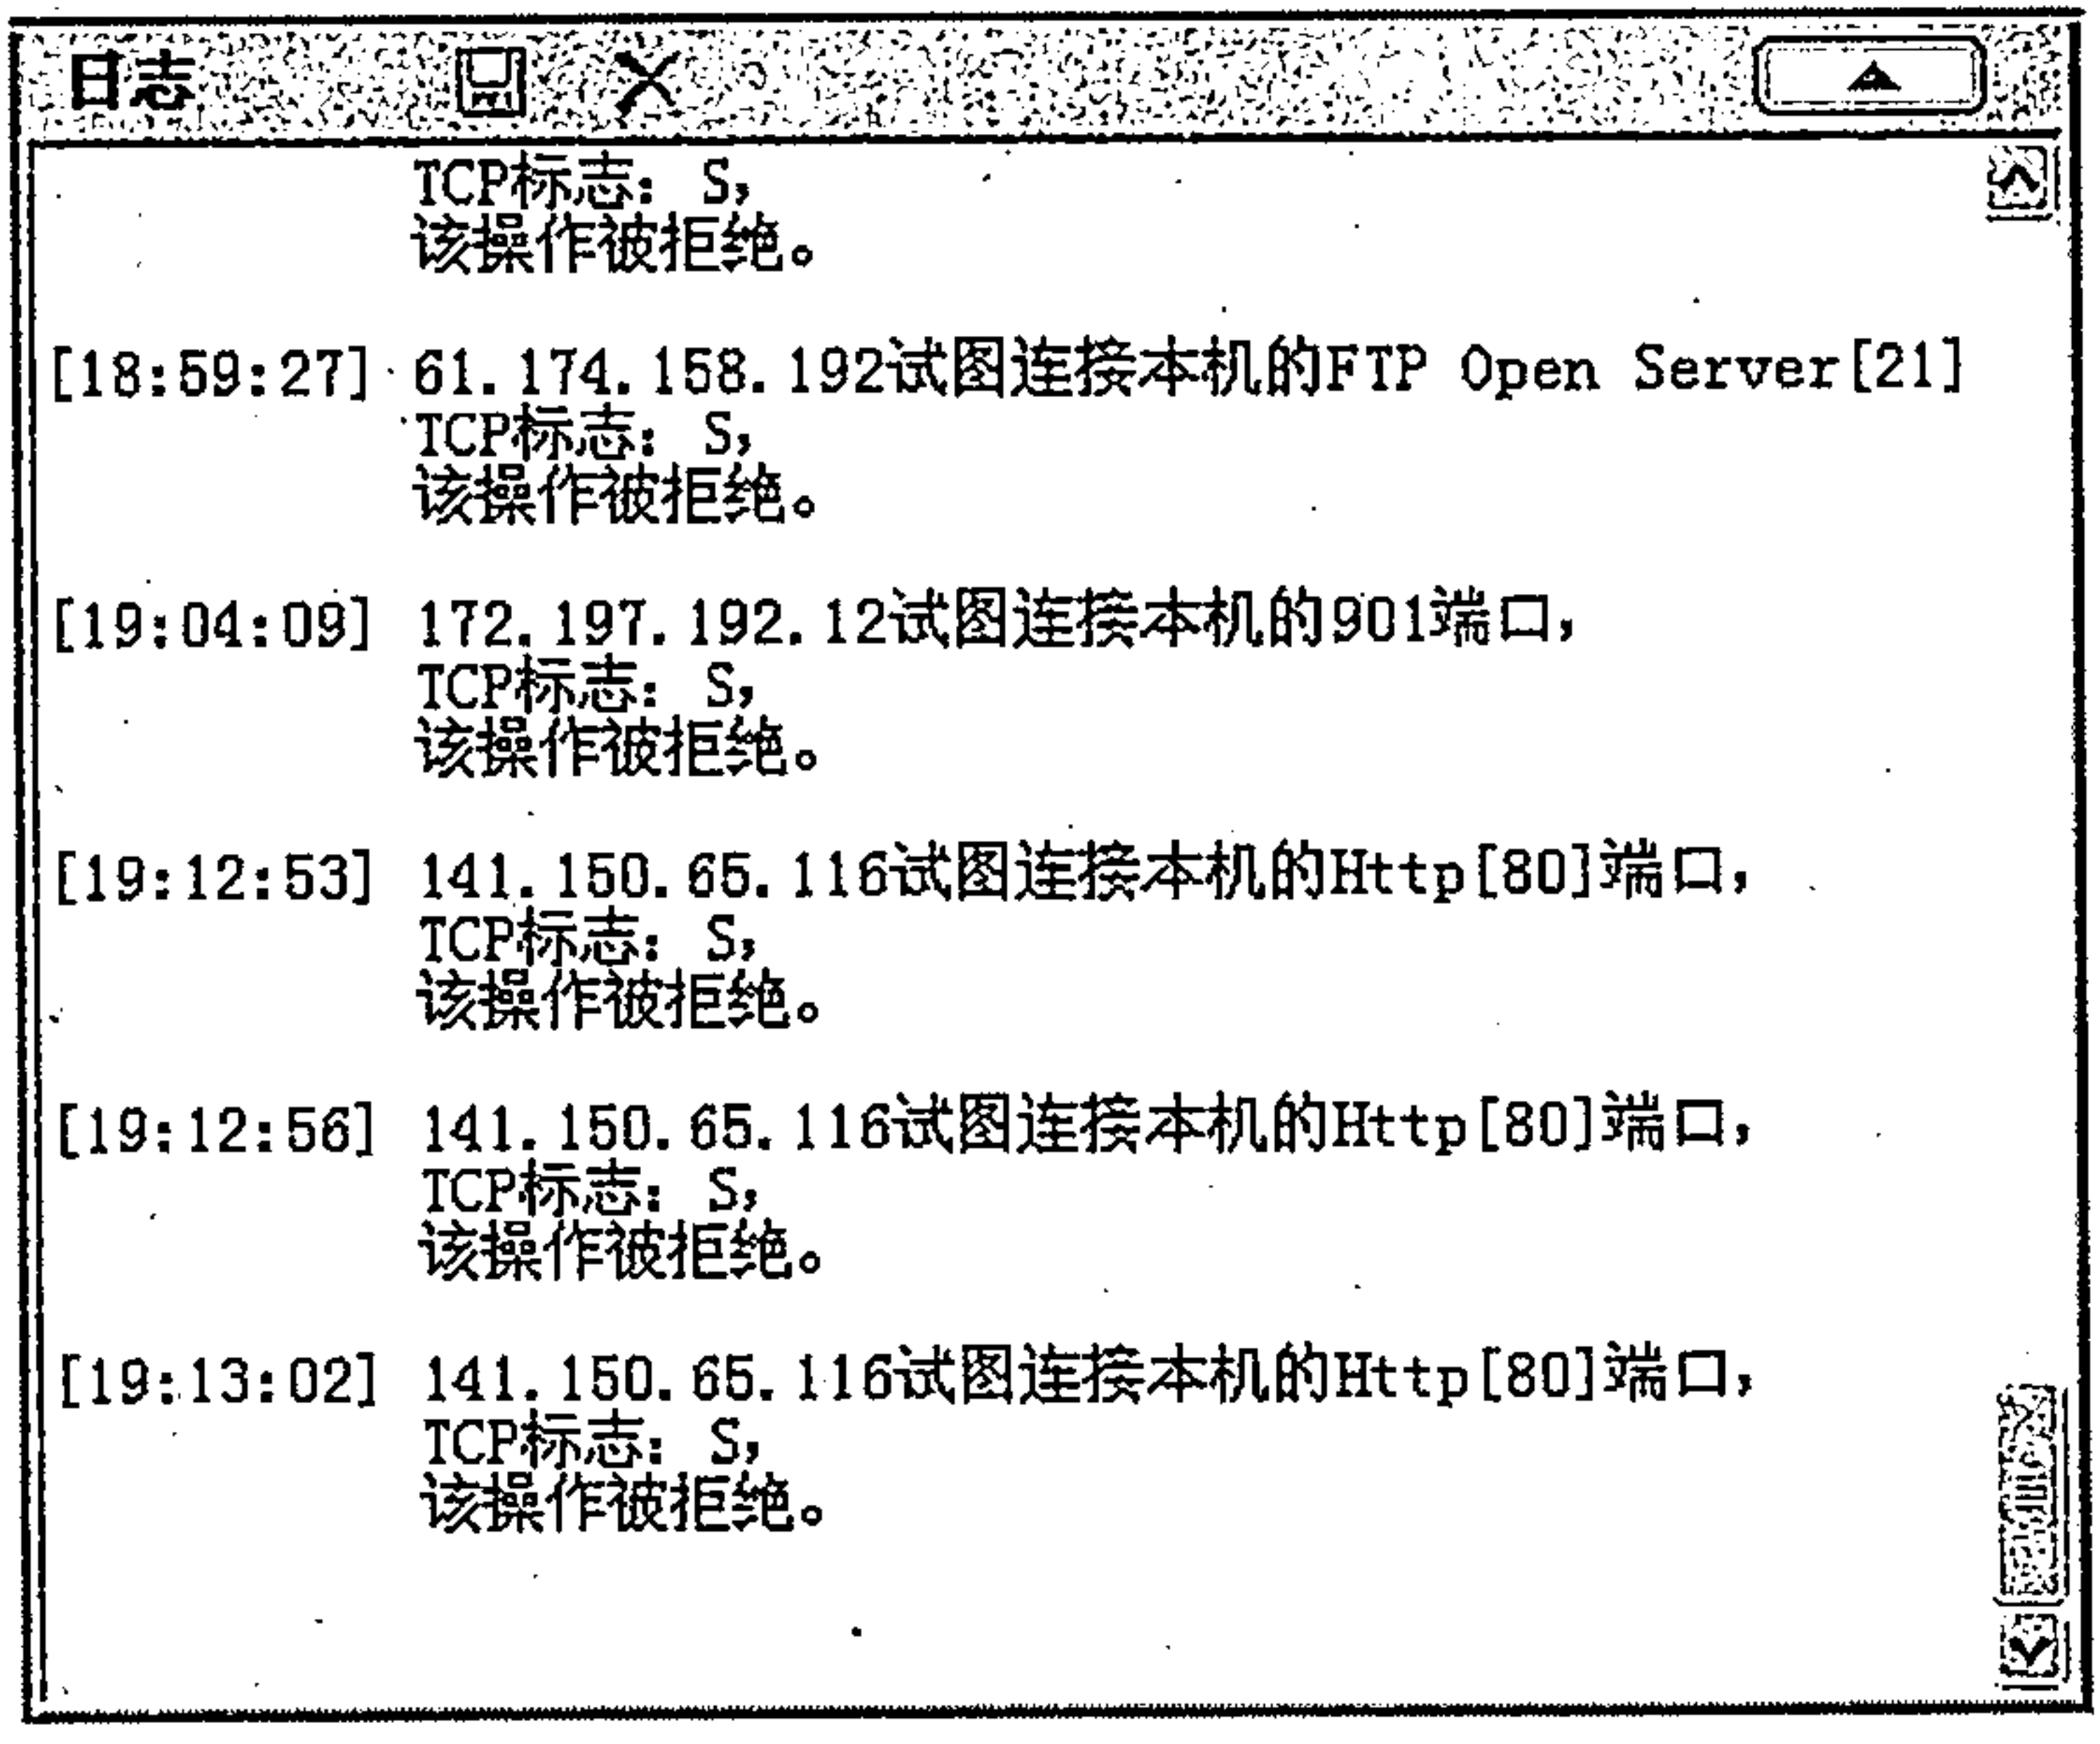 日志
TCP标志： S，
该操作被拒绝。
[18:59:27] 61.174.158.192试图连接本机的FTP Open Server[21]
TCP标志： S，
该操作被拒绝。
[19:04:09] 172.197.192.12试图连接本机的901端口，
TCP标志： S，
该操作被拒绝。
[19:12:53] 141.150.65.116试图连接本机的Http[80]端口，
TCP标志： S，
该操作被拒绝。
[19:12:56] 141.150.65.116试图连接本机的Http[80]端口，
TCP标志： S，
该操作被拒绝。
[19:13:02] 141.150.65.116试图连接本机的Http[80]端口，
TCP标志： S，
该操作被拒绝。